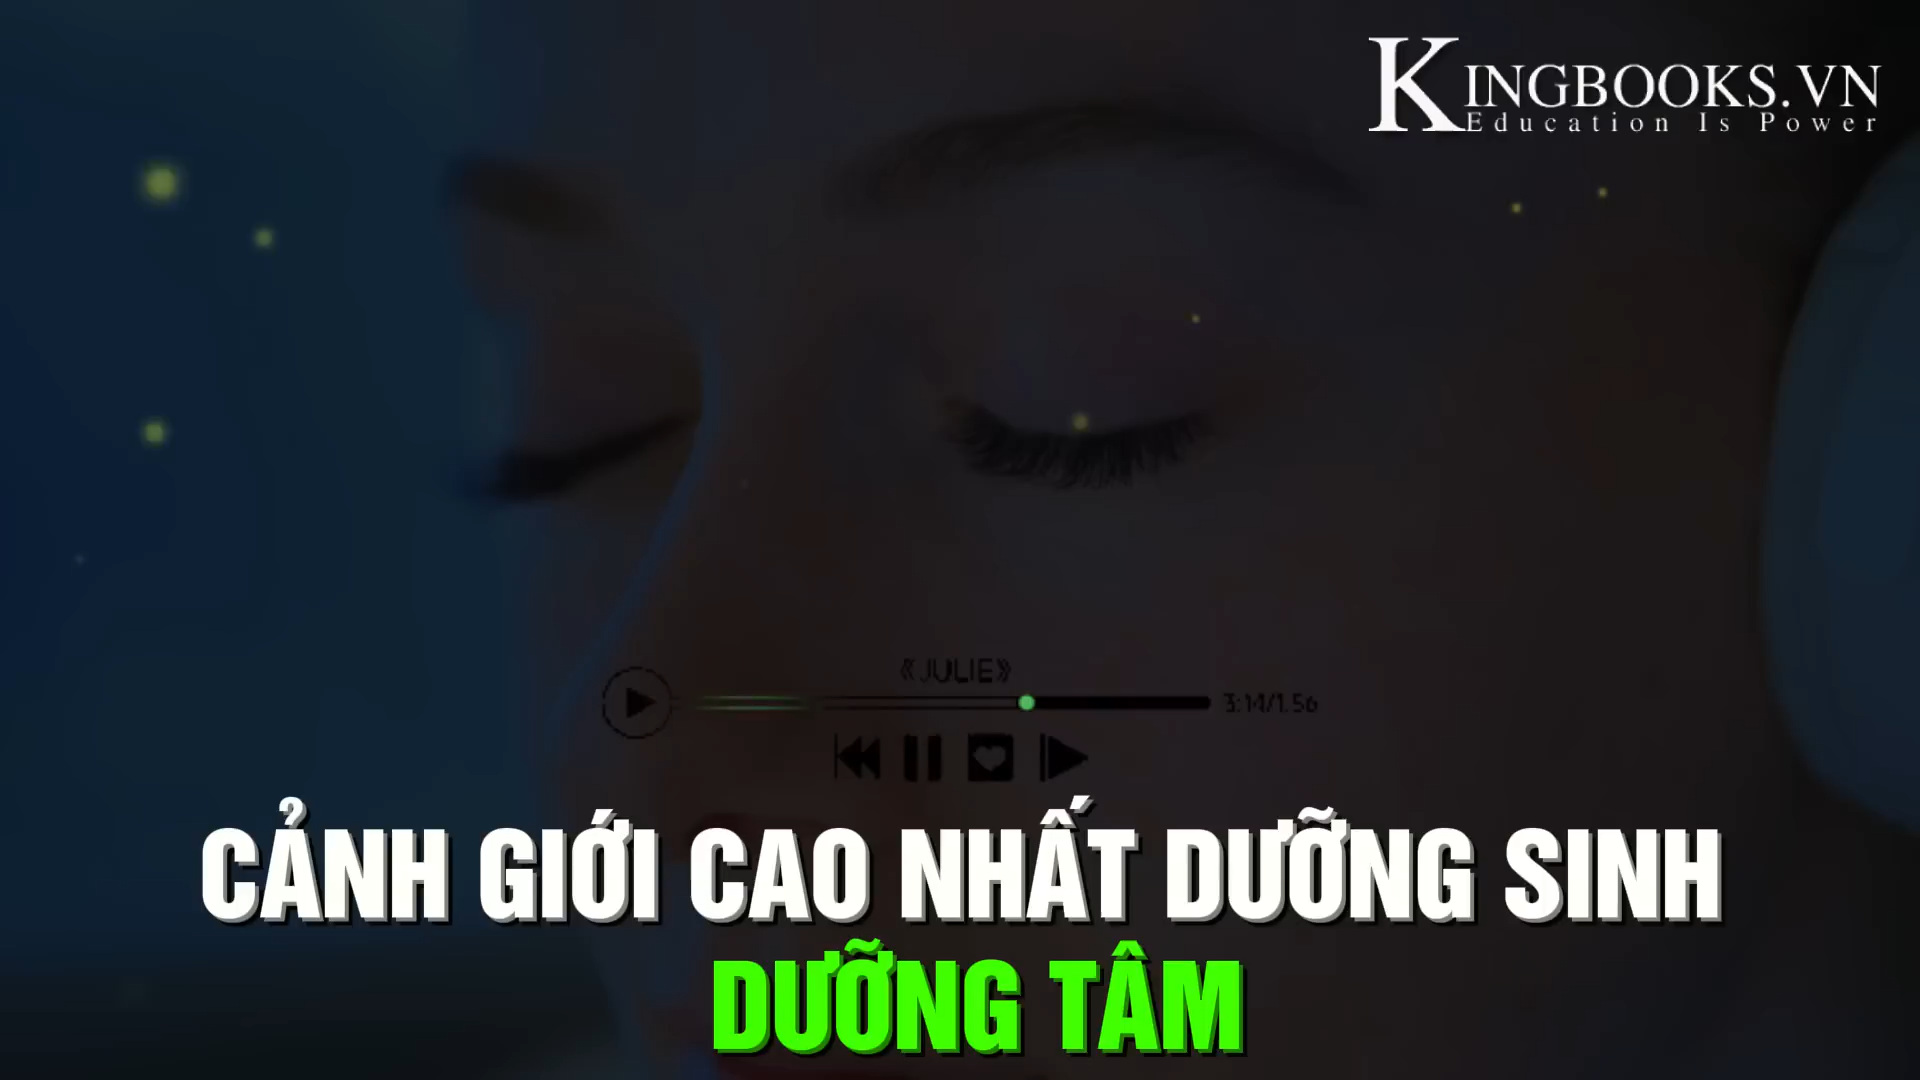 KINGBOOKS.VN
Education Is Power
《JULIE》
3:14/1.56
CẢNH GIỚI CAO NHẤT DƯỠNG SINH
DƯỠNG TÂM